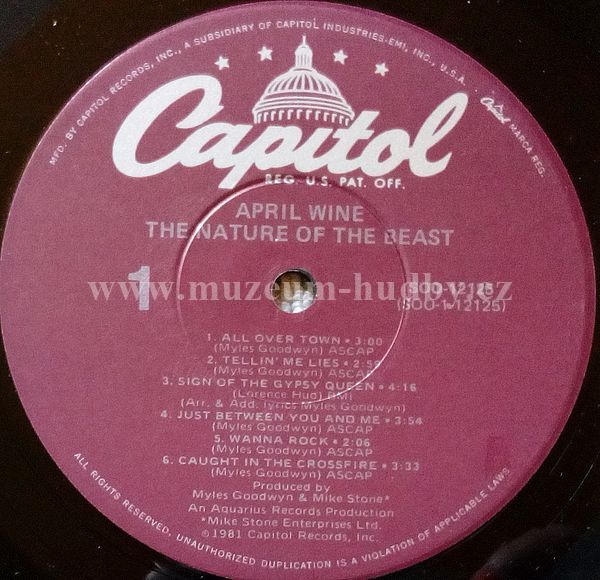 MFD. BY CAPITOL RECORDS, INC., A SUBSIDIARY OF CAPITOL INDUSTRIES-EMI, INC., U.S.A.
Capitol MARCA REG.
Capitol
REG. U.S. PAT. OFF.
APRIL WINE
THE NATURE OF THE BEAST
1
(SOO-12125
(SOO-1-12125)
www.muzeum-hudby.cz
1. ALL OVER TOWN • 3:00
(Myles Goodwyn) ASCAP
2. TELLIN' ME LIES • 2:59
(Myles Goodwyn) ASCAP
3. SIGN OF THE GYPSY QUEEN • 4:16
(Lorence Hud) BMI
(Arr. & Add. lyrics Myles Goodwyn)
4. JUST BETWEEN YOU AND ME • 3:54
(Myles Goodwyn) ASCAP
5. WANNA ROCK • 2:06
(Myles Goodwyn) ASCAP
6. CAUGHT IN THE CROSSFIRE • 3:33
(Myles Goodwyn) ASCAP
Produced by
Myles Goodwyn & Mike Stone*
An Aquarius Records Production
*Mike Stone Enterprises Ltd.
©1981 Capitol Records, Inc.
ALL RIGHTS RESERVED, UNAUTHORIZED DUPLICATION IS A VIOLATION OF APPLICABLE LAWS